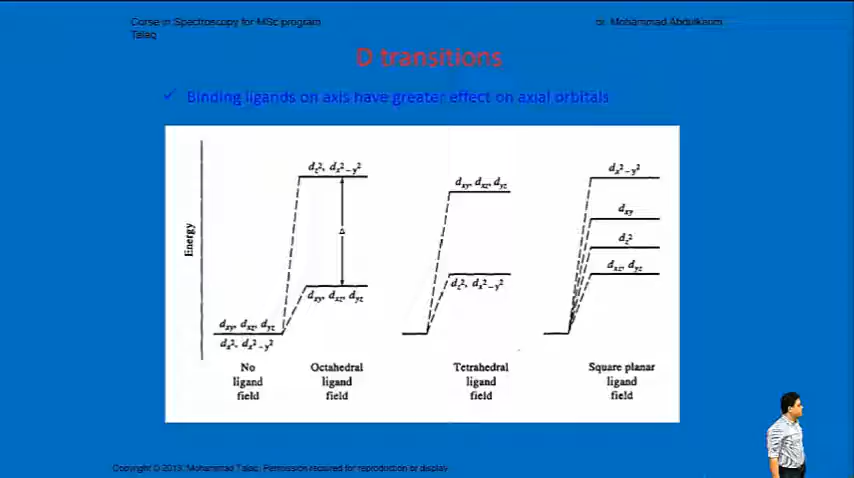 Corse in Spectroscopy for MSc program
Talaq
or. Mohammad Abdulkarim
D transitions
✓ Binding ligands on axis have greater effect on axial orbitals
Energy
dxy, dxz, dyz
dz², dx²−y²
No
ligand
field
dz², dx²−y²
Δ
dxy, dxz, dyz
Octahedral
ligand
field
dxy, dxz, dyz
dz², dx²−y²
Tetrahedral
ligand
field
dx²−y²
dxy
dz²
dxz, dyz
Square planar
ligand
field
Copyright © 2013, Mohammad Talaq, Permission required for reproduction or display